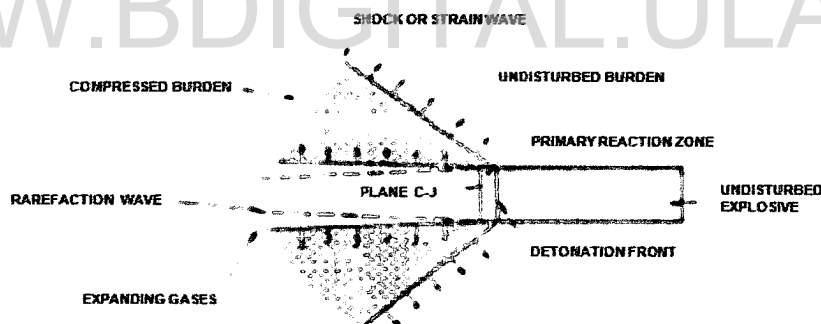 W.BDIGITAL.ULA
SHOCK OR STRAIN WAVE
COMPRESSED BURDEN
UNDISTURBED BURDEN
PRIMARY REACTION ZONE
RAREFACTION WAVE
PLANE C-J
UNDISTURBED
EXPLOSIVE
DETONATION FRONT
EXPANDING GASES